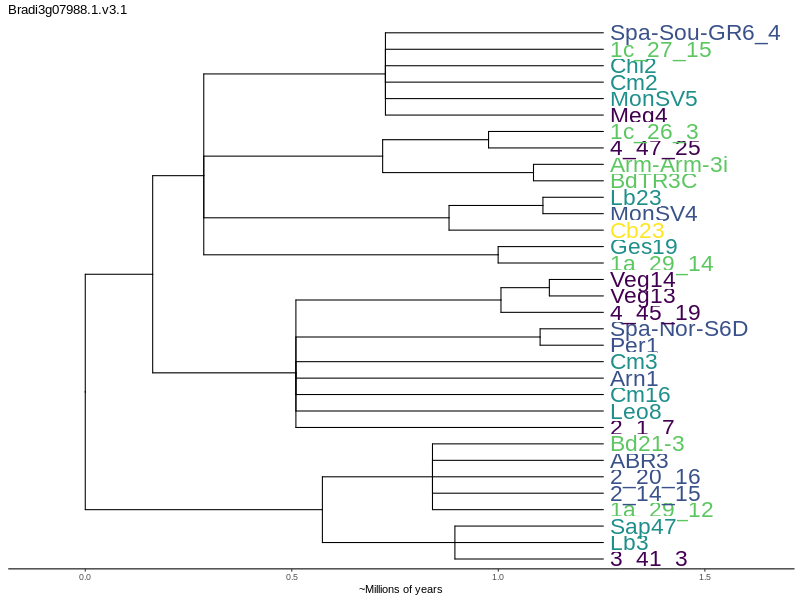 Bradi3g07988.1.v3.1
Spa-Sou-GR6_4
1c_27_15
Chi2
Cm2
MonSV5
Meg4
1c_26_3
4_47_25
Arm-Arm-3i
BdTR3C
Lb23
MonSV4
Cb23
Ges19
1a_29_14
Veg14
Veg13
4_45_19
Spa-Nor-S6D
Per1
Cm3
Arn1
Cm16
Leo8
2_1_7
Bd21-3
ABR3
2_20_16
2_14_15
1a_29_12
Sap47
Lb3
3_41_3
0.0 0.5 1.0 1.5
~Millions of years